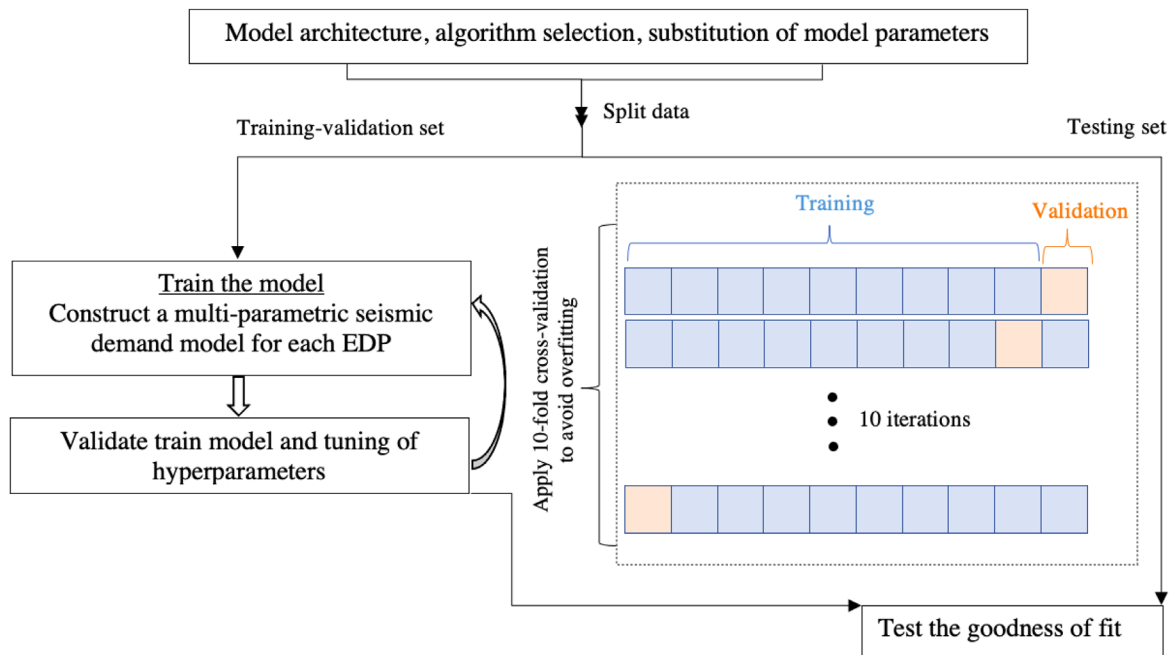 Model architecture, algorithm selection, substitution of model parameters
Split data
Training-validation set
Testing set
Train the model
Construct a multi-parametric seismic
demand model for each EDP
Validate train model and tuning of
hyperparameters
Apply 10-fold cross-validation
to avoid overfitting
Training
Validation
10 iterations
Test the goodness of fit